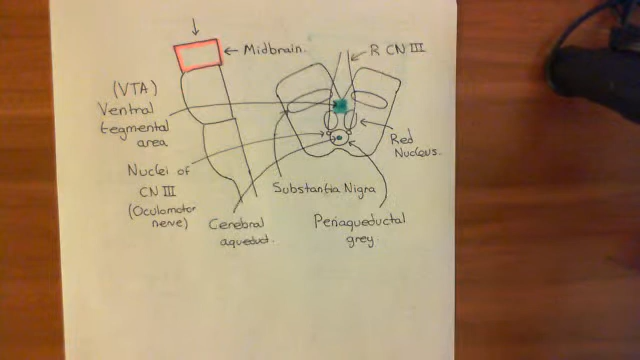 Midbrain.
R CN III
(VTA)
Ventral
tegmental
area
Red
Nucleus.
Nuclei of
CN III
(Oculomotor
nerve)
Substantia Nigra
Cerebral
aqueduct.
Periaqueductal
grey.